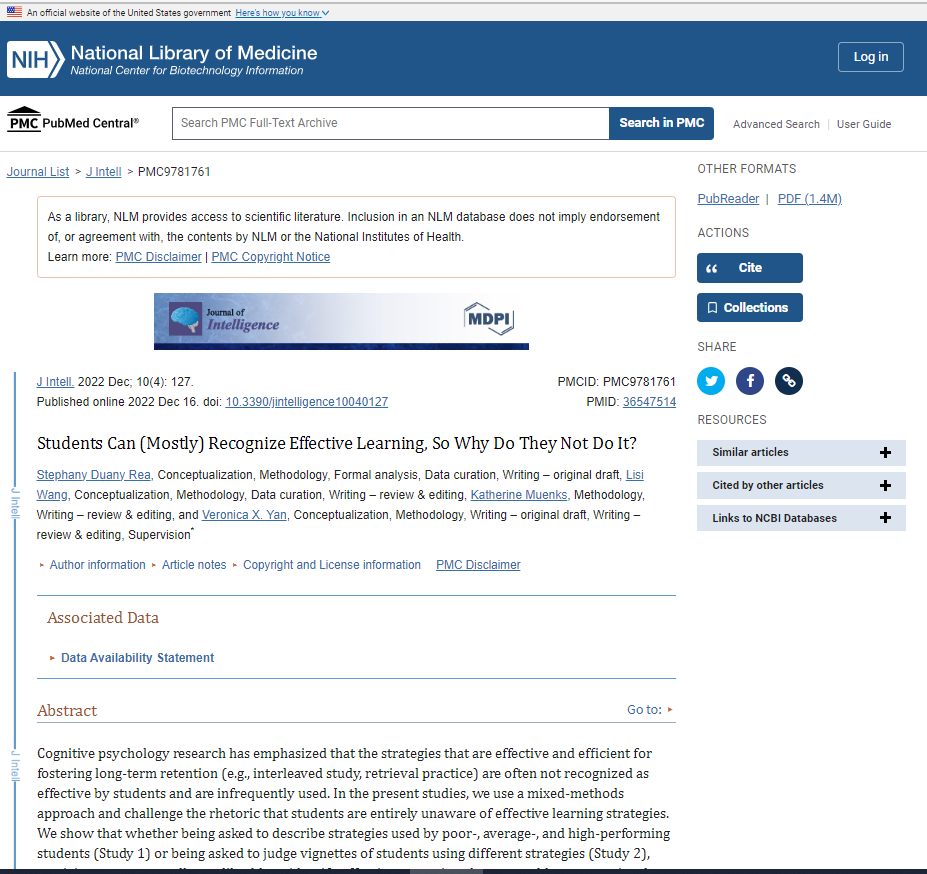 An official website of the United States government Here's how you know
NIH National Library of Medicine
National Center for Biotechnology Information
Log in
PMC PubMed Central®
Search PMC Full-Text Archive
Search in PMC
Advanced Search | User Guide
Journal List > J Intell > PMC9781761
As a library, NLM provides access to scientific literature. Inclusion in an NLM database does not imply endorsement
of, or agreement with, the contents by NLM or the National Institutes of Health.
Learn more: PMC Disclaimer | PMC Copyright Notice
Journal of
Intelligence
MDPI
J Intell. 2022 Dec; 10(4): 127.
PMCID: PMC9781761
Published online 2022 Dec 16. doi: 10.3390/jintelligence10040127
PMID: 36547514
Students Can (Mostly) Recognize Effective Learning, So Why Do They Not Do It?
Stephany Duany Rea, Conceptualization, Methodology, Formal analysis, Data curation, Writing – original draft, Lisi
Wang, Conceptualization, Methodology, Data curation, Writing – review & editing, Katherine Muenks, Methodology,
Writing – review & editing, and Veronica X. Yan, Conceptualization, Methodology, Writing – original draft, Writing –
review & editing, Supervision*
Author information Article notes Copyright and License information PMC Disclaimer
Associated Data
Data Availability Statement
Abstract
Go to:
Cognitive psychology research has emphasized that the strategies that are effective and efficient for
fostering long-term retention (e.g., interleaved study, retrieval practice) are often not recognized as
effective by students and are infrequently used. In the present studies, we use a mixed-methods
approach and challenge the rhetoric that students are entirely unaware of effective learning strategies.
We show that whether being asked to describe strategies used by poor-, average-, and high-performing
students (Study 1) or being asked to judge vignettes of students using different strategies (Study 2),
J Intell
J Intell
OTHER FORMATS
PubReader | PDF (1.4M)
ACTIONS
Cite
Collections
SHARE
RESOURCES
Similar articles
Cited by other articles
Links to NCBI Databases